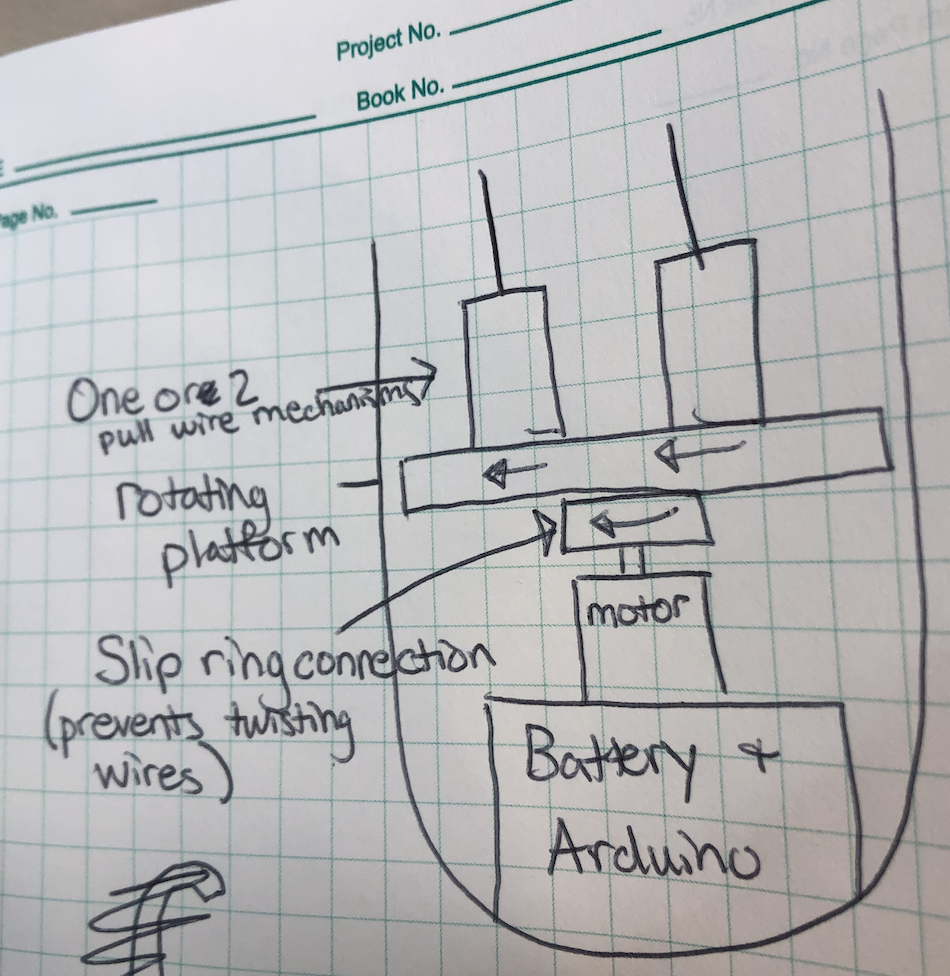 Project No.
Book No.
Page No.
One or 2
pull wire mechanisms
rotating
platform
motor
Slip ring connection
(prevents twisting
wires)
Battery +
Arduino